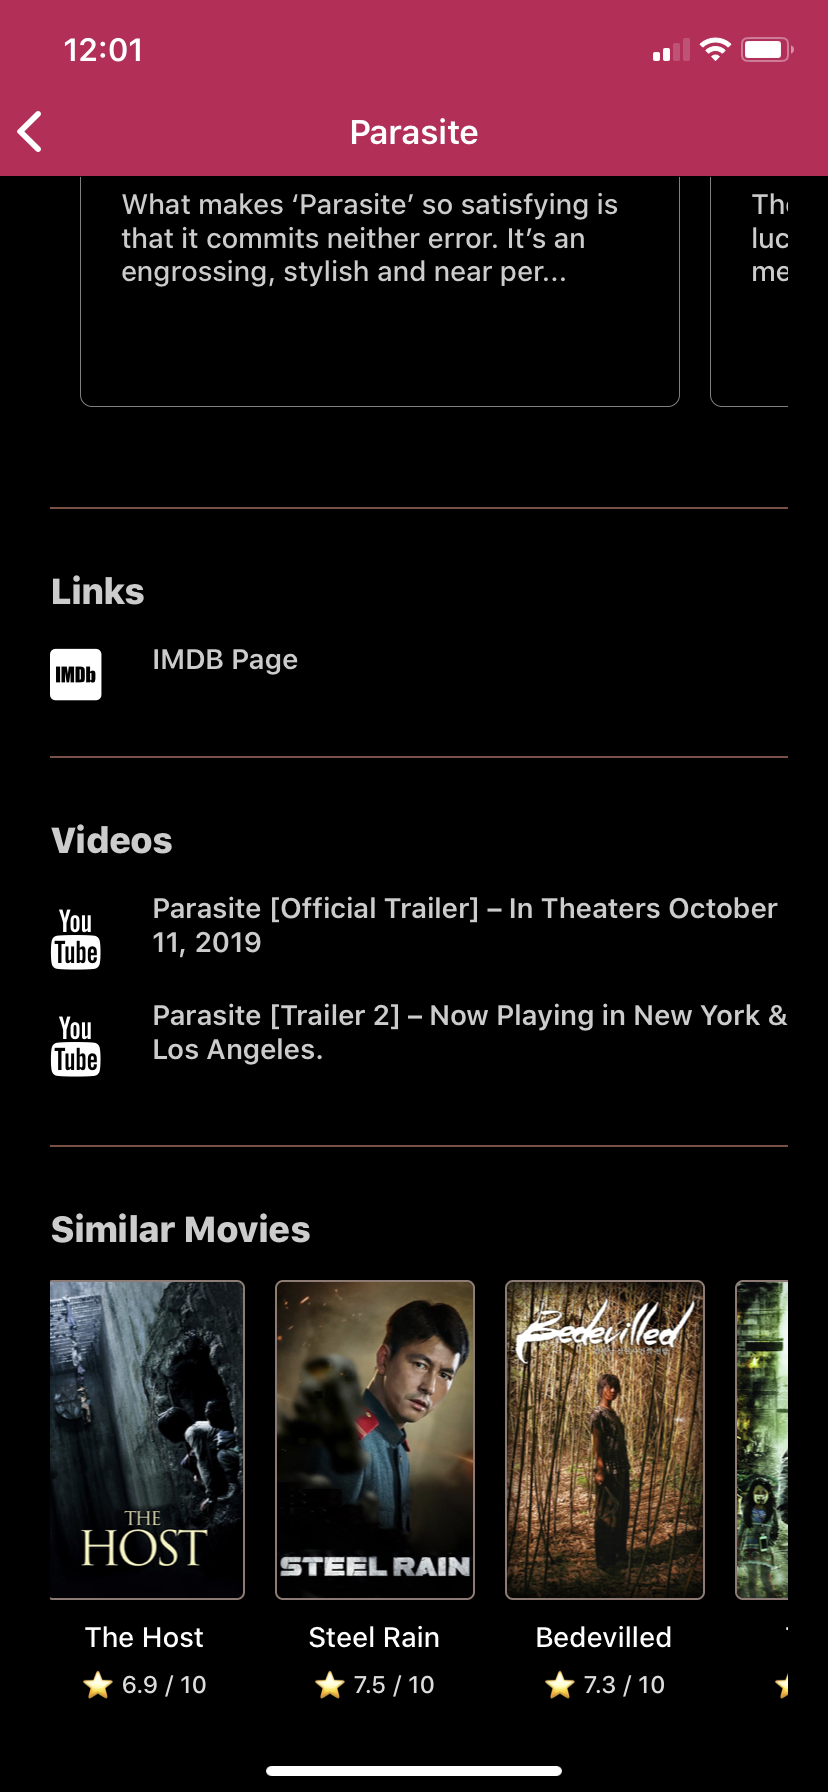 12:01
Parasite
What makes ‘Parasite’ so satisfying is
that it commits neither error. It’s an
engrossing, stylish and near per...
The
luc
me
Links
IMDb
IMDB Page
Videos
You
Tube
Parasite [Official Trailer] – In Theaters October
11, 2019
You
Tube
Parasite [Trailer 2] – Now Playing in New York &
Los Angeles.
Similar Movies
THE
HOST
STEEL RAIN
Bedevilled
The Host
Steel Rain
Bedevilled
6.9 / 10
7.5 / 10
7.3 / 10